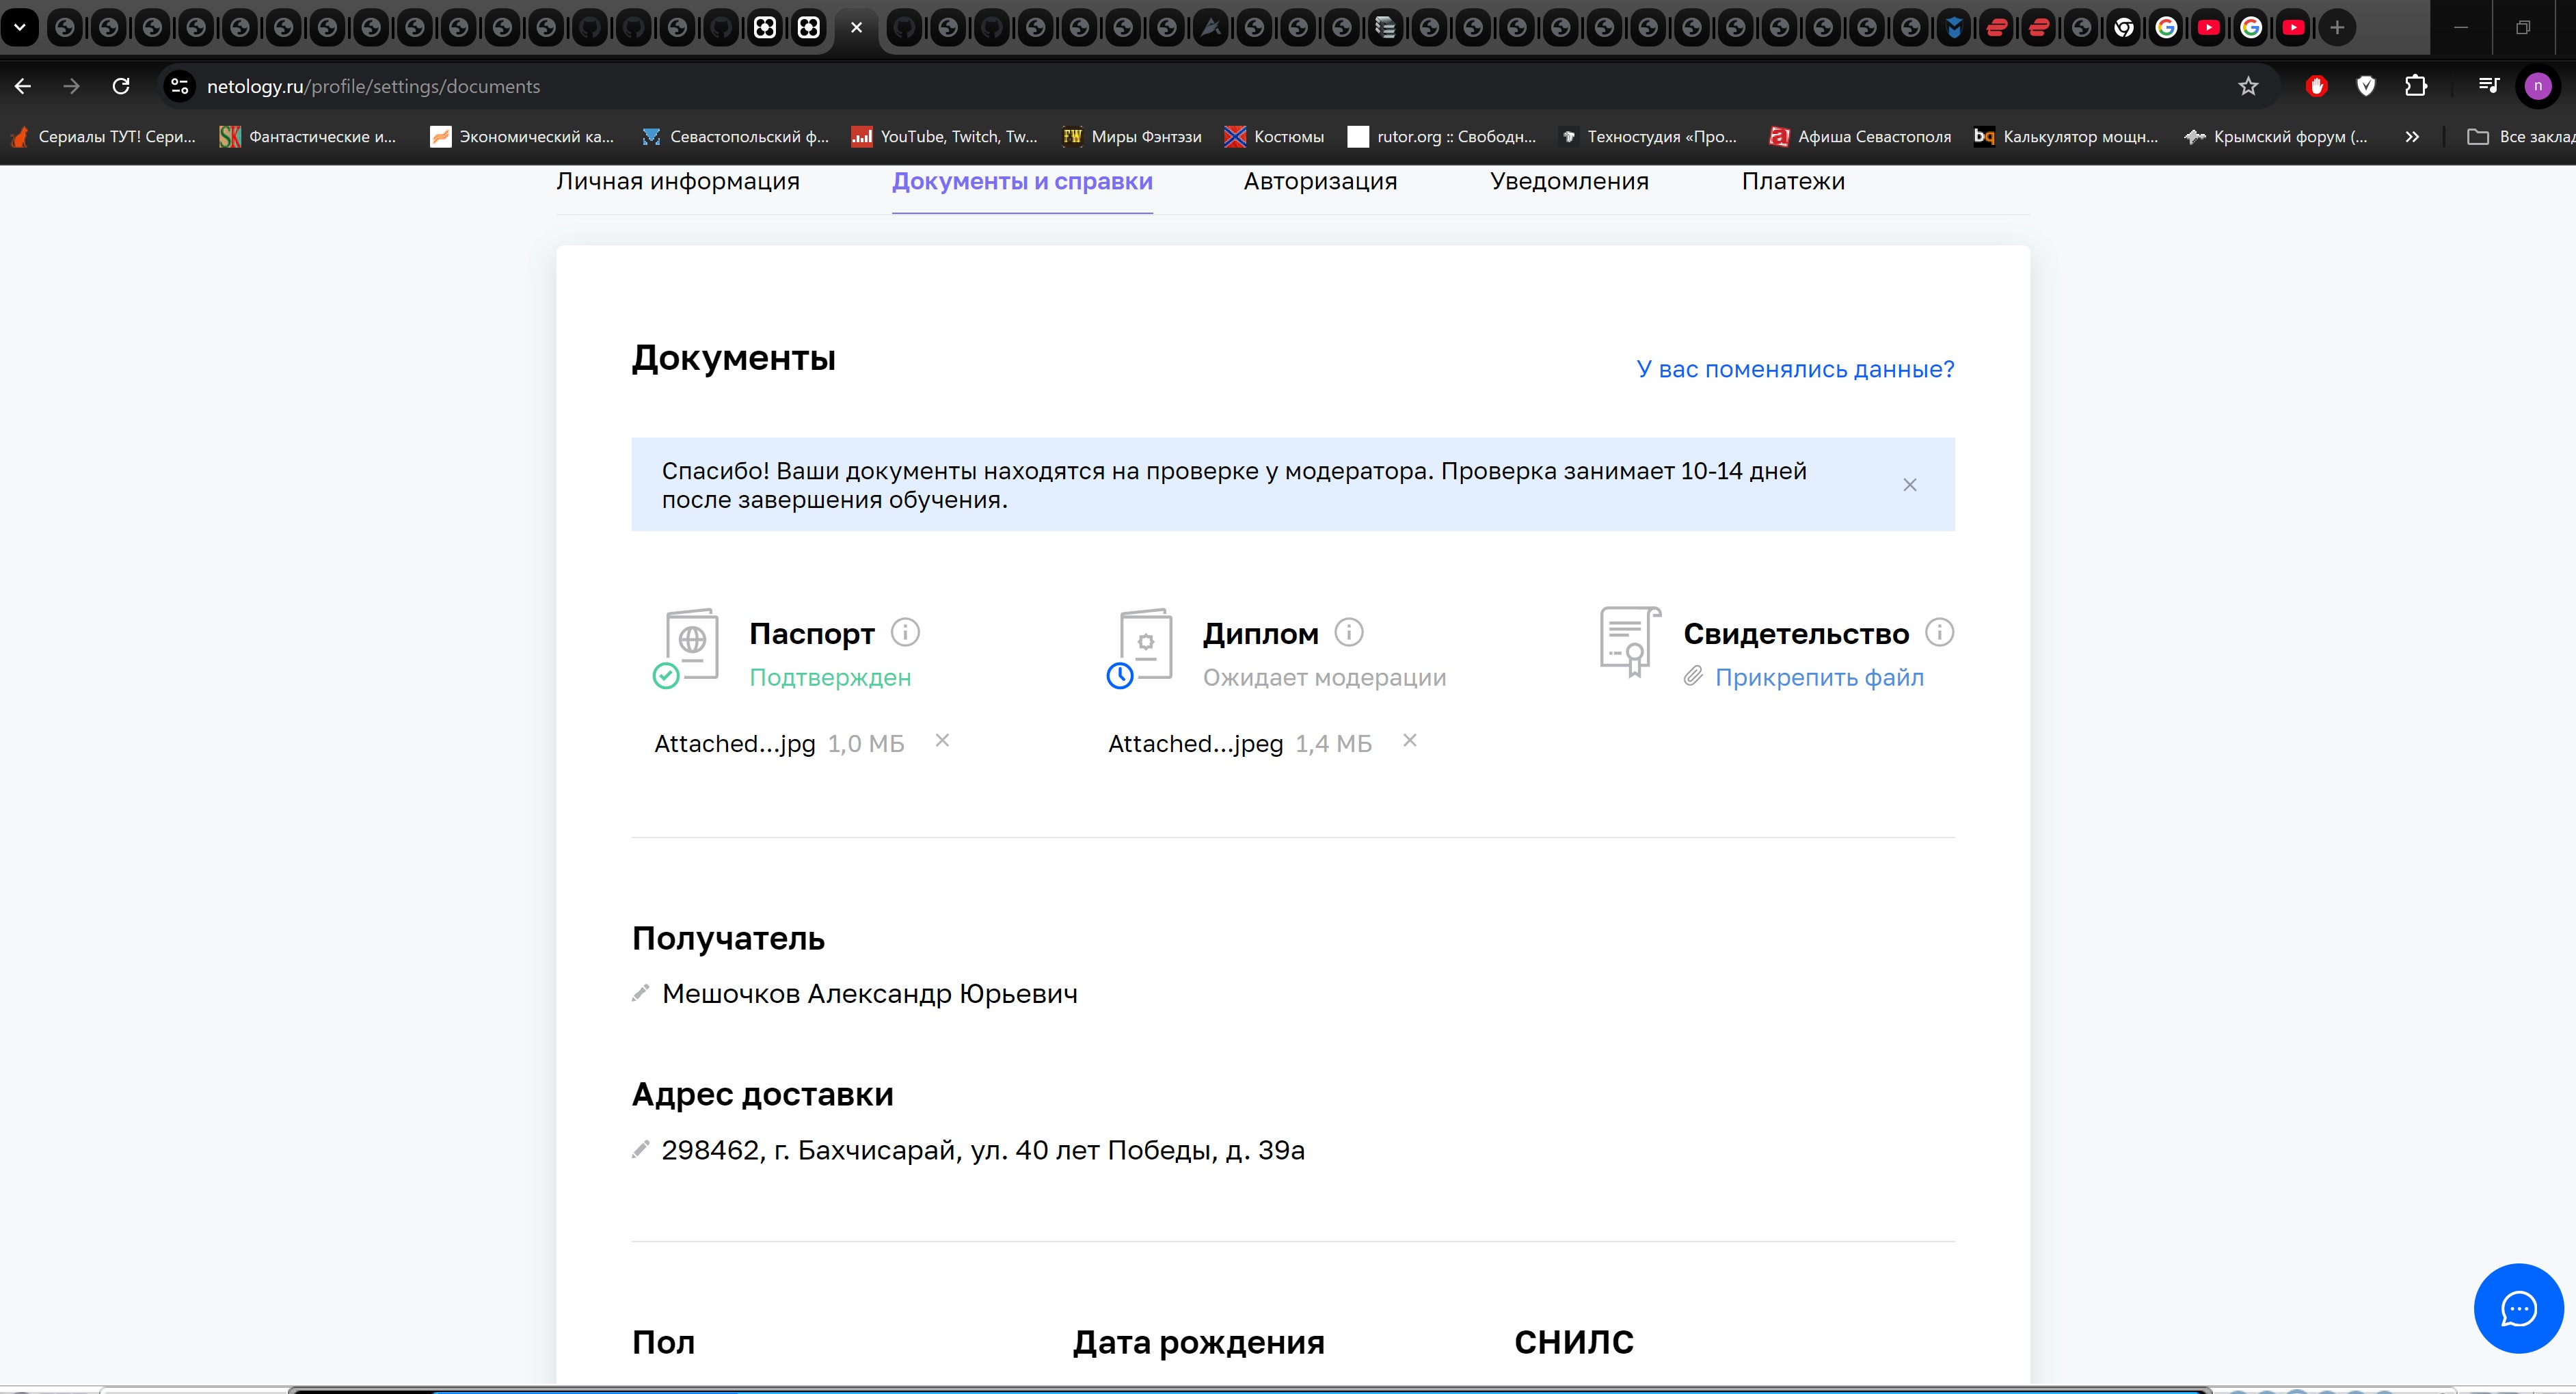 netology.ru/profile/settings/documents
n
Сериалы ТУТ! Сери... Фантастические и... Экономический ка... Севастопольский ф... YouTube, Twitch, Tw... Миры Фэнтэзи Костюмы rutor.org :: Свободн... Техностудия «Про... Афиша Севастополя Калькулятор мощн... Крымский форум (... Все заклад
Личная информация Документы и справки Авторизация Уведомления Платежи
Документы
У вас поменялись данные?
Спасибо! Ваши документы находятся на проверке у модератора. Проверка занимает 10-14 дней
после завершения обучения.
Паспорт Диплом Свидетельство
Подтвержден Ожидает модерации Прикрепить файл
Attached...jpg 1,0 МБ Attached...jpeg 1,4 МБ
Получатель
Мешочков Александр Юрьевич
Адрес доставки
298462, г. Бахчисарай, ул. 40 лет Победы, д. 39а
Пол Дата рождения СНИЛС